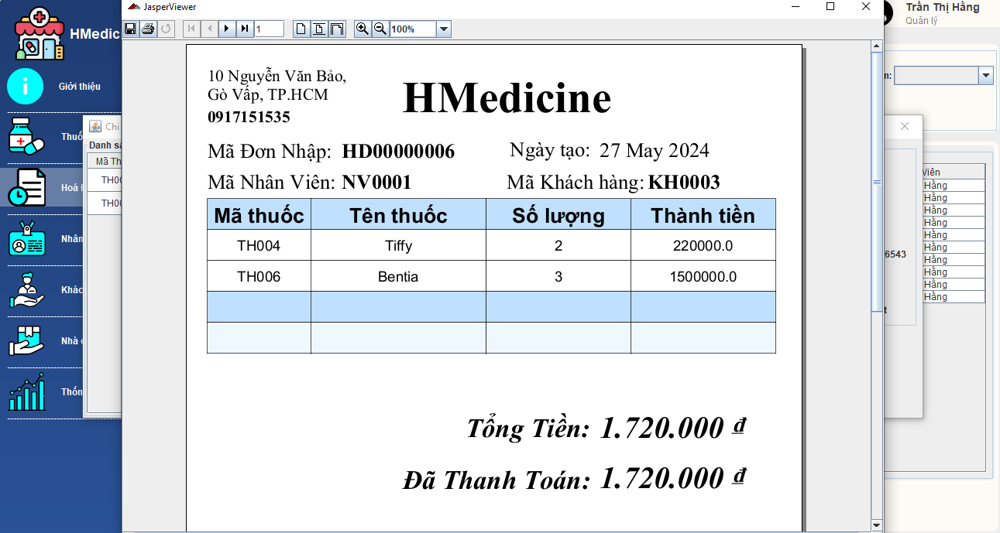 JasperViewer
Trần Thị Hằng
Quản lý
HMedic
1
100%
Giới thiệu
Thuố
Hoá Đ
Nhân
Khác
Nhà c
Thốn
Chi
Danh sá
Mã Th
TH00
TH00
10 Nguyễn Văn Bảo,
Gò Vấp, TP.HCM
0917151535
HMedicine
Mã Đơn Nhập: HD00000006
Ngày tạo: 27 May 2024
Mã Nhân Viên: NV0001
Mã Khách hàng: KH0003
Mã thuốc Tên thuốc Số lượng Thành tiền
TH004 Tiffy 2 220000.0
TH006 Bentia 3 1500000.0
Tổng Tiền: 1.720.000 đ
Đã Thanh Toán: 1.720.000 đ
n:
Viên
Hằng
Hằng
Hằng
Hằng
Hằng
Hằng
Hằng
Hằng
Hằng
Hằng
6543
t